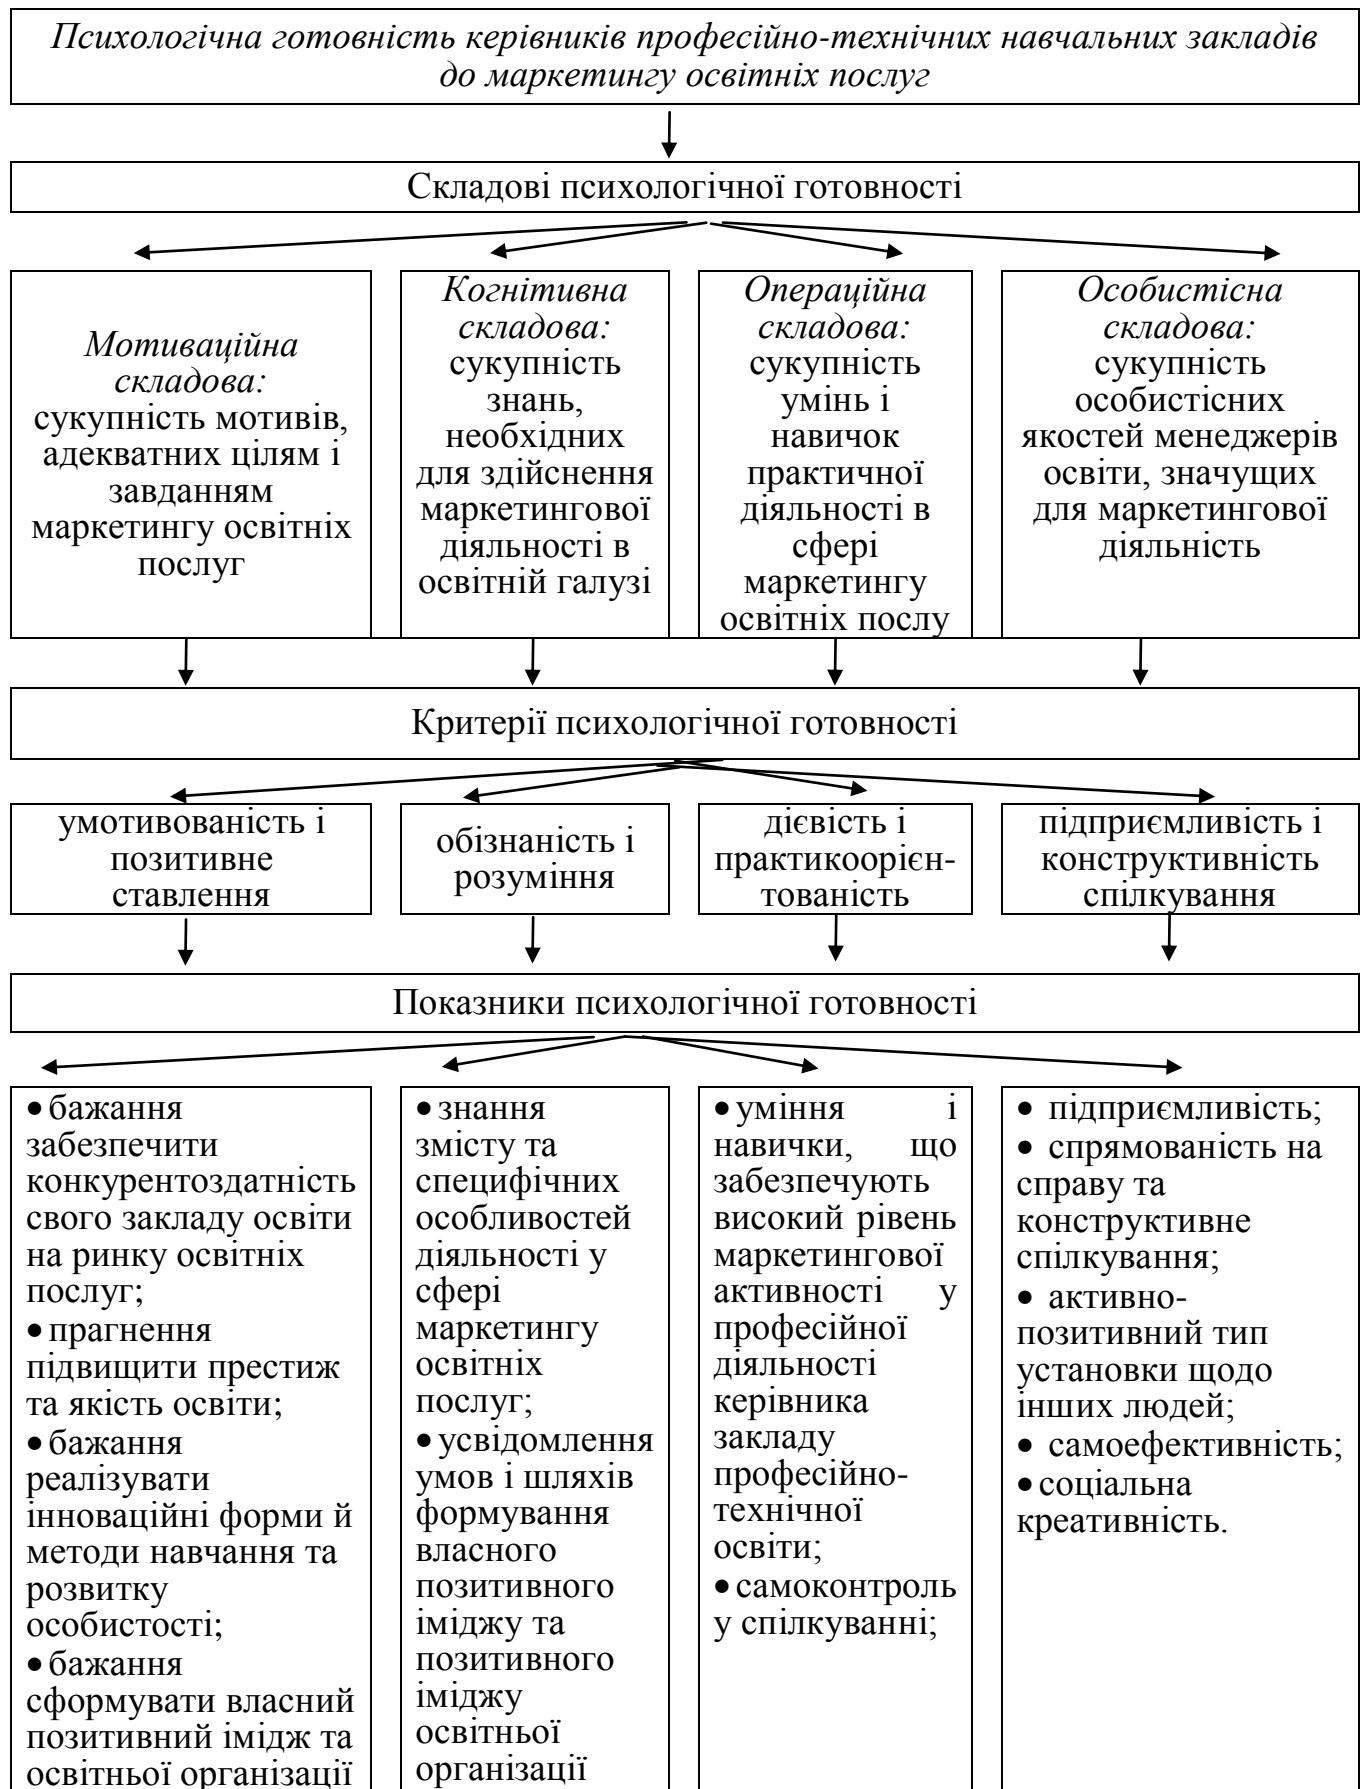 Психологічна готовність керівників професійно-технічних навчальних закладів
до маркетингу освітніх послуг
Складові психологічної готовності
Мотиваційна
складова:
сукупність мотивів,
адекватних цілям і
завданням
маркетингу освітніх
послуг
Когнітивна
складова:
сукупність
знань,
необхідних
для здійснення
маркетингової
діяльності в
освітній галузі
Операційна
складова:
сукупність
умінь і
навичок
практичної
діяльності в
сфері
маркетингу
освітніх послу
Особистісна
складова:
сукупність
особистісних
якостей менеджерів
освіти, значущих
для маркетингової
діяльність
Критерії психологічної готовності
умотивованість і
позитивне
ставлення
обізнаність і
розуміння
дієвість і
практикоорієн-
тованість
підприємливість і
конструктивність
спілкування
Показники психологічної готовності
• бажання
забезпечити
конкурентоздатність
свого закладу освіти
на ринку освітніх
послуг;
• прагнення
підвищити престиж
та якість освіти;
• бажання
реалізувати
інноваційні форми й
методи навчання та
розвитку
особистості;
• бажання
сформувати власний
позитивний імідж та
освітньої організації
• знання
змісту та
специфічних
особливостей
діяльності у
сфері
маркетингу
освітніх
послуг;
• усвідомлення
умов і шляхів
формування
власного
позитивного
іміджу та
позитивного
іміджу
освітньої
організації
• уміння і
навички, що
забезпечують
високий рівень
маркетингової
активності у
професійної
діяльності
керівника
закладу
професійно-
технічної
освіти;
• самоконтроль
у спілкуванні;
• підприємливість;
• спрямованість на
справу та
конструктивне
спілкування;
• активно-
позитивний тип
установки щодо
інших людей;
• самоефективність;
• соціальна
креативність.